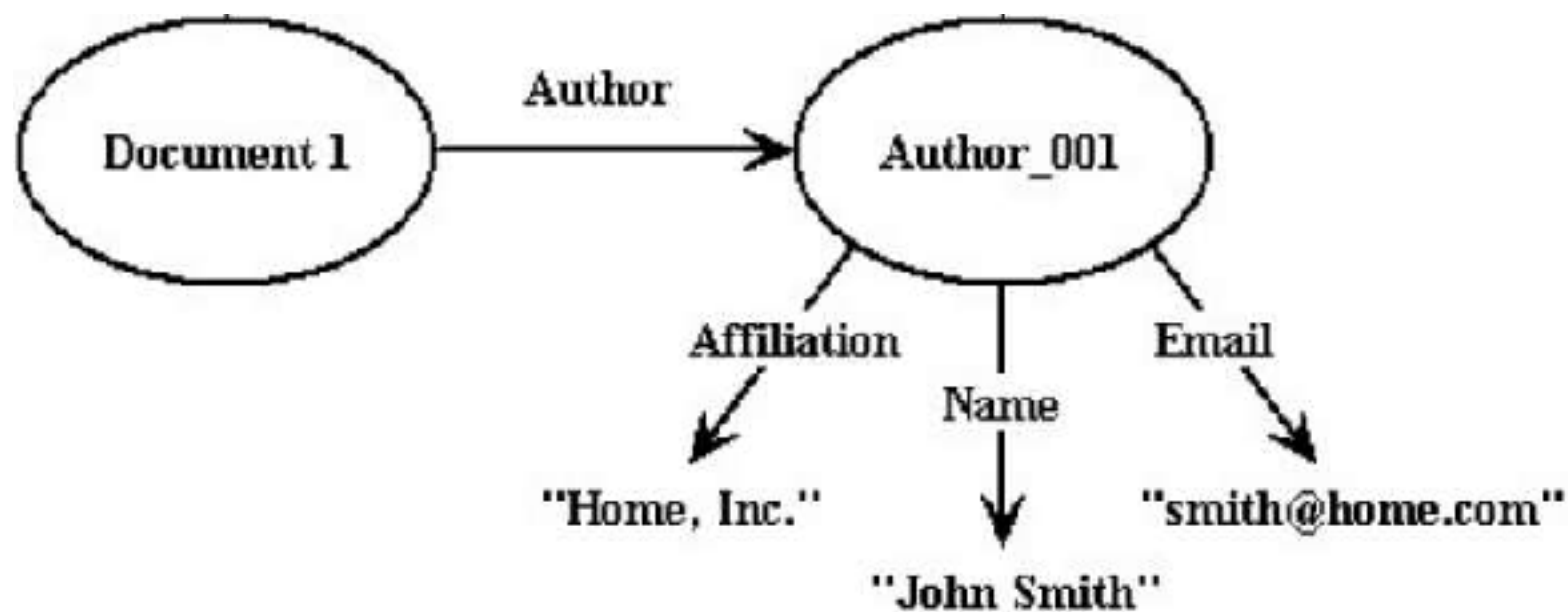 Author
Document 1
Author_001
Affiliation
Email
Name
"Home, Inc."
"smith@home.com"
"John Smith"